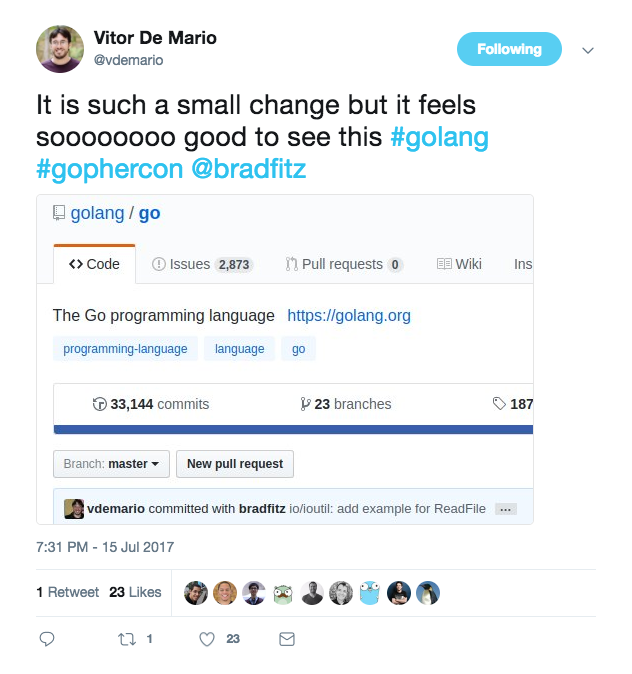 Vitor De Mario
@vdemario
Following
It is such a small change but it feels
soooooooo good to see this #golang
#gophercon @bradfitz
golang / go
<> Code Issues 2,873 Pull requests 0 Wiki Ins
The Go programming language https://golang.org
programming-language language go
33,144 commits 23 branches 187
Branch: master New pull request
vdemario committed with bradfitz io/ioutil: add example for ReadFile ...
7:31 PM - 15 Jul 2017
1 Retweet 23 Likes
1 23